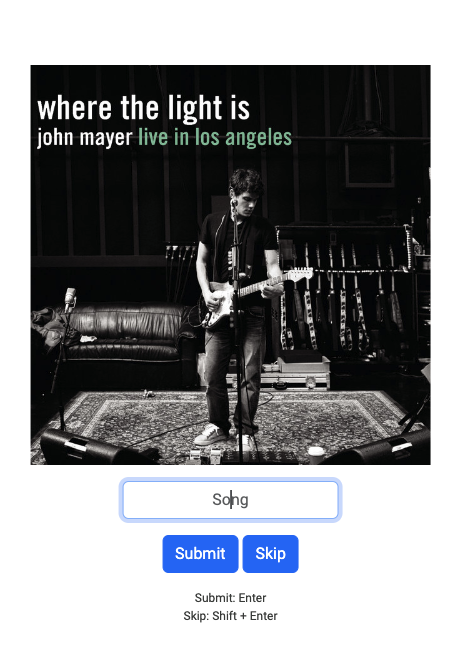 where the light is
john mayer live in los angeles
Song
Submit Skip
Submit: Enter
Skip: Shift + Enter